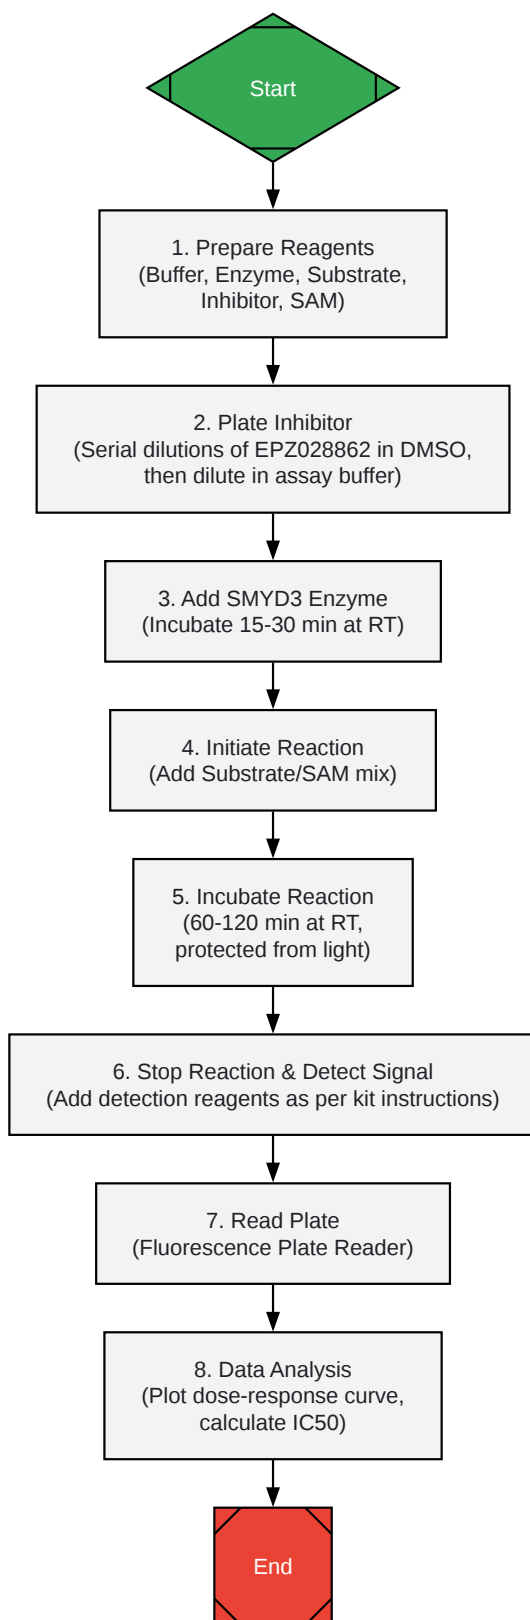 Start
1. Prepare Reagents
(Buffer, Enzyme, Substrate,
Inhibitor, SAM)
2. Plate Inhibitor
(Serial dilutions of EPZ028862 in DMSO,
then dilute in assay buffer)
3. Add SMYD3 Enzyme
(Incubate 15-30 min at RT)
4. Initiate Reaction
(Add Substrate/SAM mix)
5. Incubate Reaction
(60-120 min at RT,
protected from light)
6. Stop Reaction & Detect Signal
(Add detection reagents as per kit instructions)
7. Read Plate
(Fluorescence Plate Reader)
8. Data Analysis
(Plot dose-response curve,
calculate IC50)
End